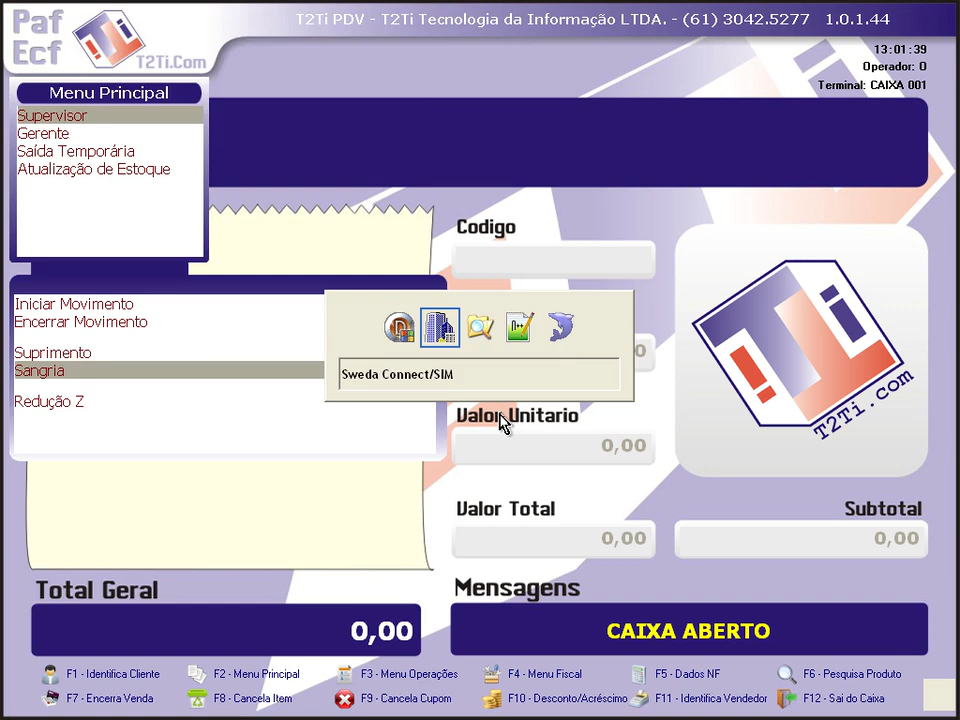 Paf
Ecf
T2Ti.Com
T2Ti PDV - T2Ti Tecnologia da Informação LTDA. - (61) 3042.5277 1.0.1.44
13:01:39
Operador: O
Terminal: CAIXA 001
Menu Principal
Supervisor
Gerente
Saída Temporária
Atualização de Estoque
Codigo
Iniciar Movimento
Encerrar Movimento
Suprimento
Sangria
Redução Z
Sweda Connect/SIM
0
Valor Unitario
0,00
T2Ti.com
Valor Total
0,00
Subtotal
0,00
Total Geral
0,00
Mensagens
CAIXA ABERTO
F1 - Identifica Cliente
F2 - Menu Principal
F3 - Menu Operações
F4 - Menu Fiscal
F5 - Dados NF
F6 - Pesquisa Produto
F7 - Encerra Venda
F8 - Cancela Item
F9 - Cancela Cupom
F10 - Desconto/Acréscimo
F11 - Identifica Vendedor
F12 - Sai do Caixa